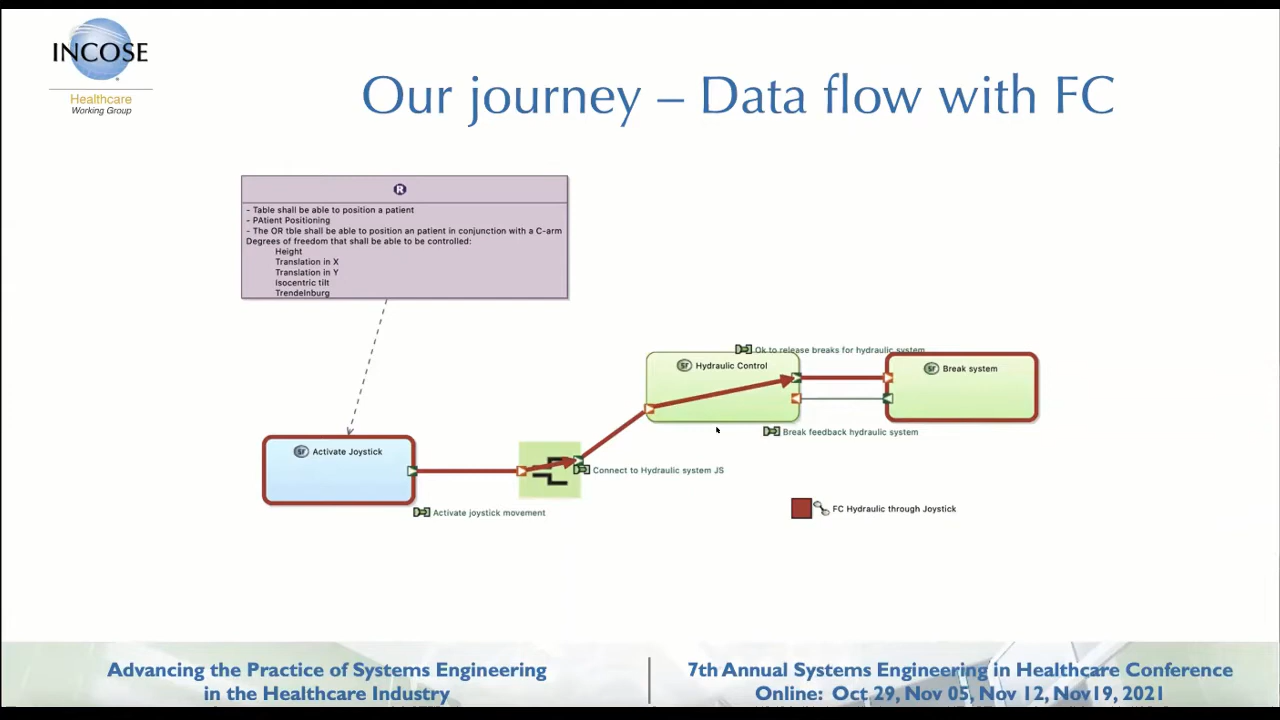 INCOSE
Healthcare
Working Group
Our journey – Data flow with FC
R
- Table shall be able to position a patient
- PAtient Positioning
- The OR tble shall be able to position an patient in conjunction with a C-arm
Degrees of freedom that shall be able to be controlled:
Height
Translation in X
Translation in Y
Isocentric tilt
Trendelnburg
Ok to release breaks for hydraulic system
SF Hydraulic Control
SF Break system
Break feedback hydraulic system
SF Activate Joystick
Connect to Hydraulic system JS
Activate joystick movement
FC Hydraulic through Joystick
Advancing the Practice of Systems Engineering
in the Healthcare Industry
7th Annual Systems Engineering in Healthcare Conference
Online: Oct 29, Nov 05, Nov 12, Nov19, 2021